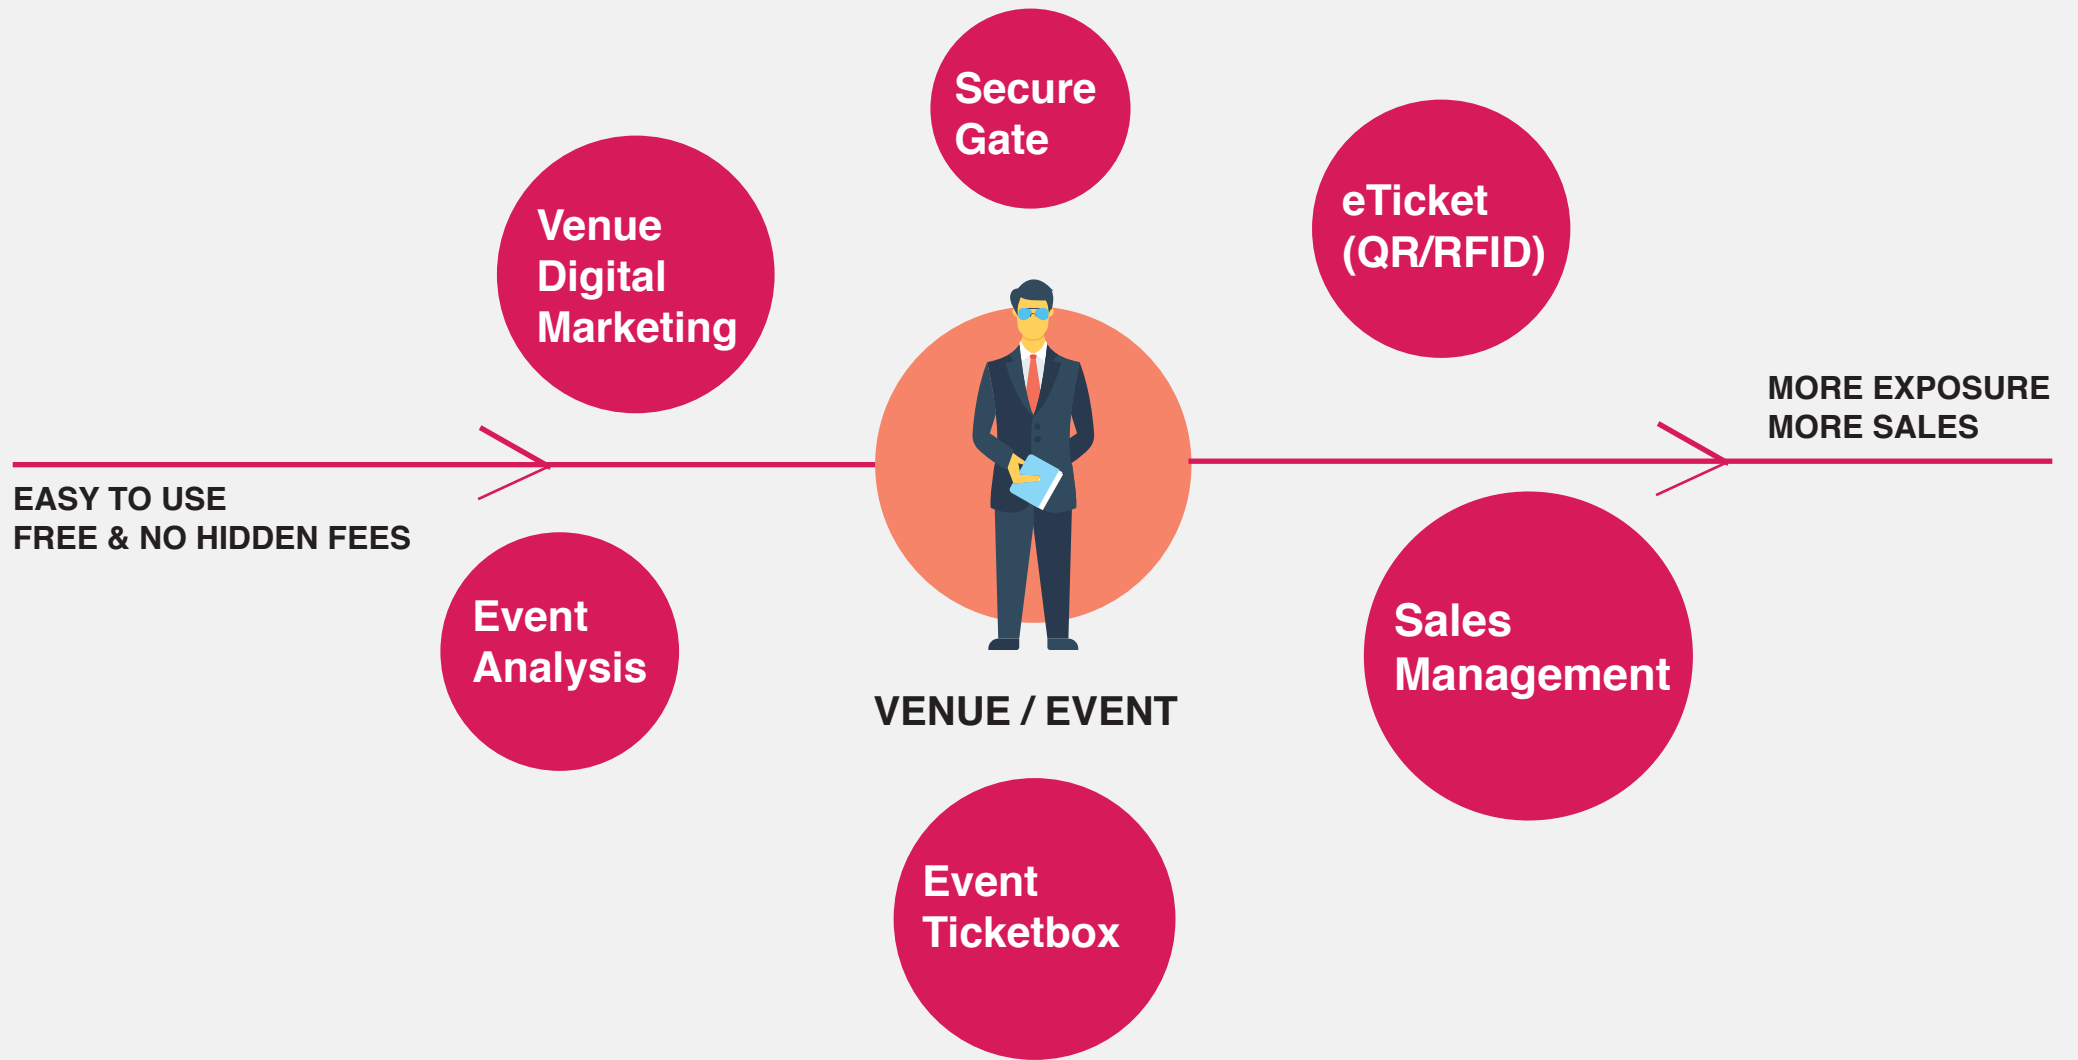 Secure
Gate
Venue
Digital
Marketing
eTicket
(QR/RFID)
MORE EXPOSURE
MORE SALES
EASY TO USE
FREE & NO HIDDEN FEES
Event
Analysis
Sales
Management
VENUE / EVENT
Event
Ticketbox